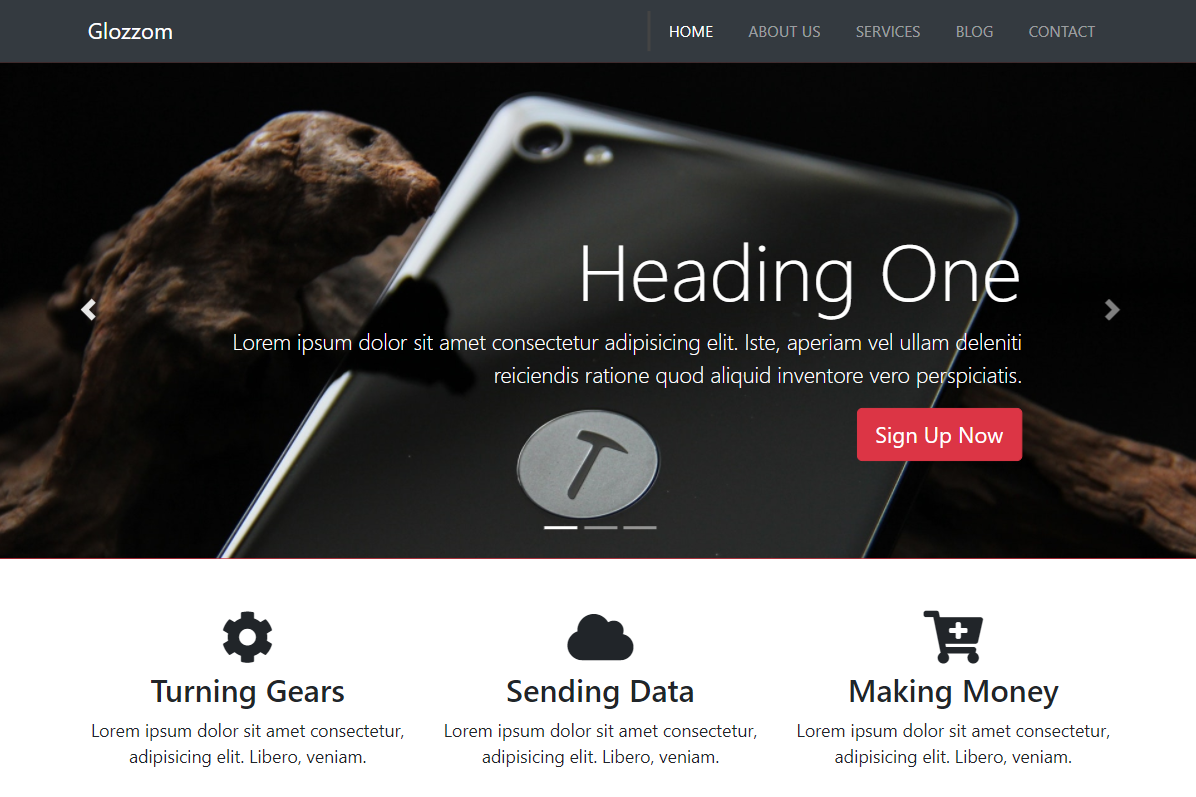 Glozzom
HOME ABOUT US SERVICES BLOG CONTACT
Heading One
Lorem ipsum dolor sit amet consectetur adipisicing elit. Iste, aperiam vel ullam deleniti
reiciendis ratione quod aliquid inventore vero perspiciatis.
Sign Up Now
Turning Gears
Lorem ipsum dolor sit amet consectetur,
adipisicing elit. Libero, veniam.
Sending Data
Lorem ipsum dolor sit amet consectetur,
adipisicing elit. Libero, veniam.
Making Money
Lorem ipsum dolor sit amet consectetur,
adipisicing elit. Libero, veniam.